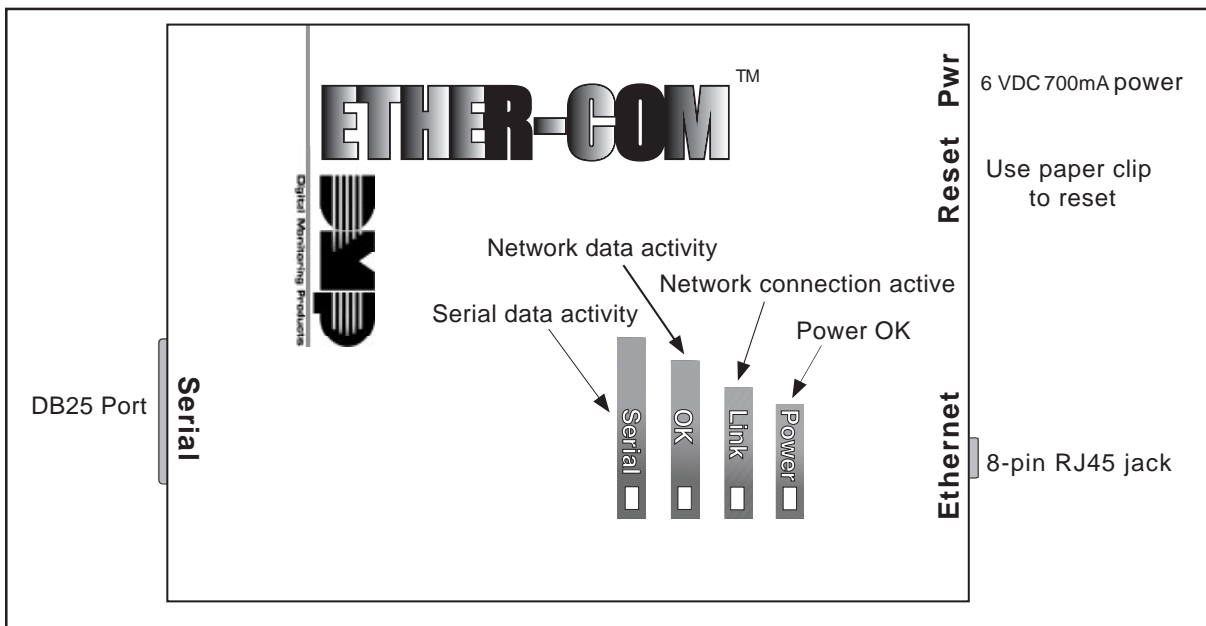 ETHER-COM
TM
DMP
Digital Monitoring Products
Pwr
6 VDC 700mA power
Reset
Use paper clip
to reset
Network data activity
Network connection active
Serial data activity
Power OK
DB25 Port
Serial
Serial
OK
Link
Power
Ethernet
8-pin RJ45 jack